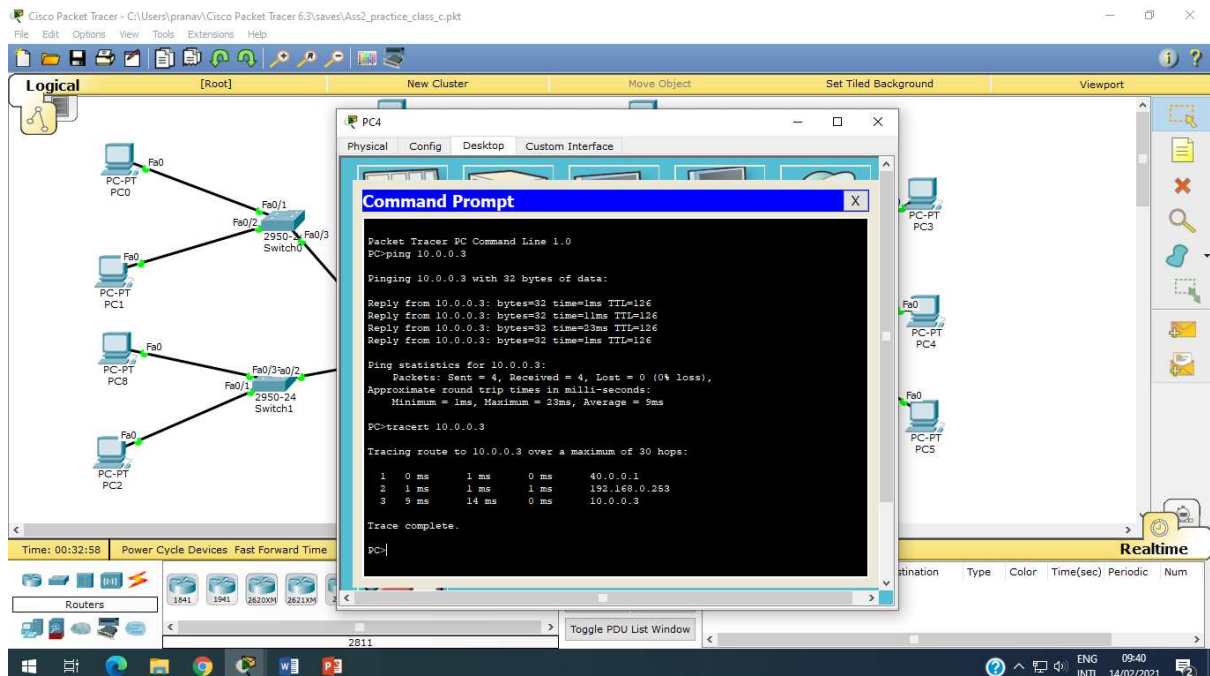 Cisco Packet Tracer - C:\Users\pranav\Cisco Packet Tracer 6.3\saves\Ass2_practice_class_c.pkt
File Edit Options View Tools Extensions Help
Logical [Root] New Cluster Move Object Set Tiled Background Viewport
PC4
Physical Config Desktop Custom Interface
Command Prompt X
Packet Tracer PC Command Line 1.0
PC>ping 10.0.0.3
Pinging 10.0.0.3 with 32 bytes of data:
Reply from 10.0.0.3: bytes=32 time=1ms TTL=126
Reply from 10.0.0.3: bytes=32 time=11ms TTL=126
Reply from 10.0.0.3: bytes=32 time=23ms TTL=126
Reply from 10.0.0.3: bytes=32 time=1ms TTL=126
Ping statistics for 10.0.0.3:
Packets: Sent = 4, Received = 4, Lost = 0 (0% loss),
Approximate round trip times in milli-seconds:
Minimum = 1ms, Maximum = 23ms, Average = 9ms
PC>tracert 10.0.0.3
Tracing route to 10.0.0.3 over a maximum of 30 hops:
1 0 ms 1 ms 0 ms 40.0.0.1
2 1 ms 1 ms 1 ms 192.168.0.253
3 9 ms 14 ms 0 ms 10.0.0.3
Trace complete.
PC>
Fa0
PC-PT
PC0
Fa0/1
Fa0/2
Fa0/3
Switch0
Fa0
PC-PT
PC1
Fa0
PC-PT
PC8
Fa0/3
Fa0/1
2950-24
Switch1
Fa0
PC-PT
PC2
PC-PT
PC3
Fa0
PC-PT
PC4
Fa0
PC-PT
PC5
Time: 00:32:58 Power Cycle Devices Fast Forward Time Realtime
Routers
1841 1941 2620XM 2621XM
2811
Toggle PDU List Window
Type Color Time(sec) Periodic Num
ENG 09:40
INTL 14/02/2021